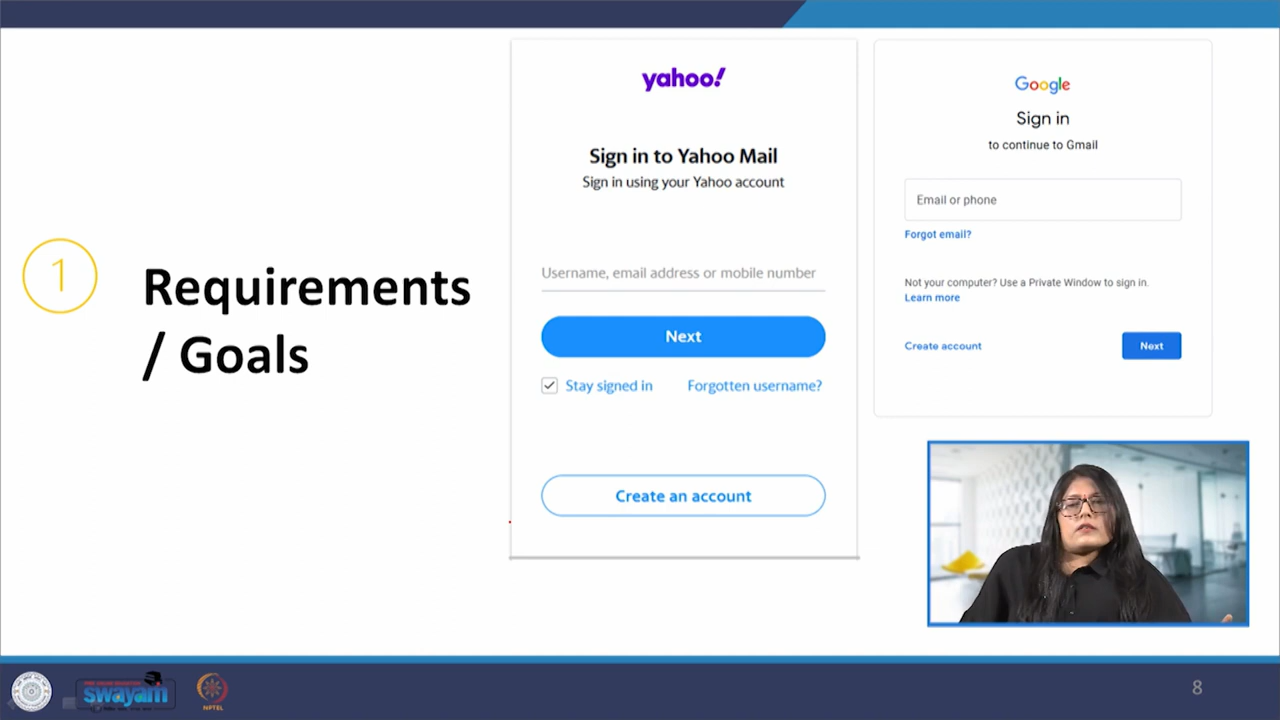 1
Requirements
/ Goals
yahoo!
Sign in to Yahoo Mail
Sign in using your Yahoo account
Username, email address or mobile number
Next
Stay signed in
Forgotten username?
Create an account
Google
Sign in
to continue to Gmail
Email or phone
Forgot email?
Not your computer? Use a Private Window to sign in.
Learn more
Create account
Next
swayam
NPTEL
8